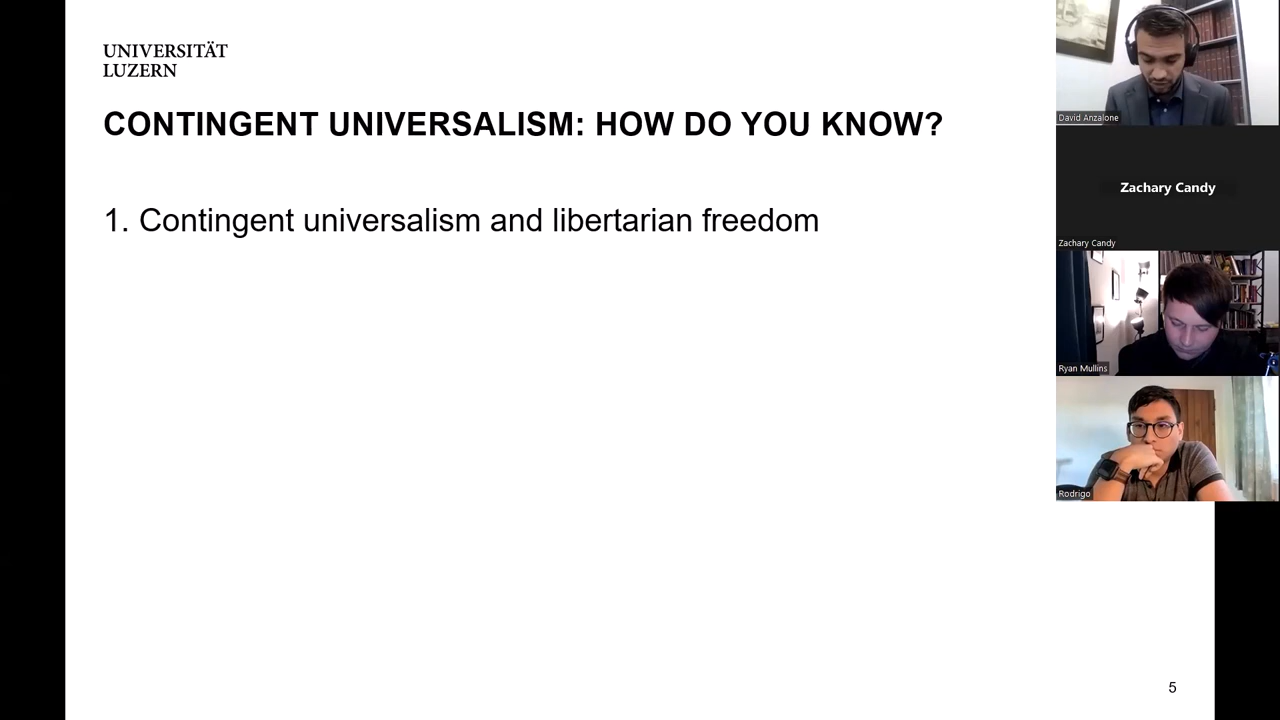 UNIVERSITÄT
LUZERN
CONTINGENT UNIVERSALISM: HOW DO YOU KNOW?
1. Contingent universalism and libertarian freedom
5
David Anzalone
Zachary Candy
Zachary Candy
Ryan Mullins
Rodrigo